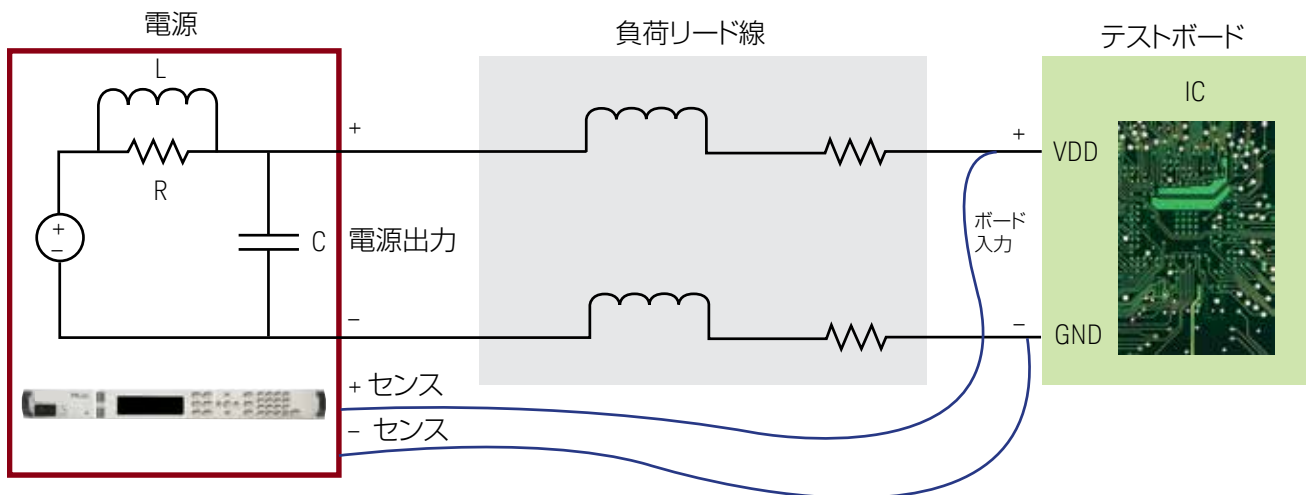 電源
負荷リード線
テストボード
L
R
+
−
C
+
電源出力
−
+
VDD
ボード
入力
−
GND
IC
+ センス
− センス